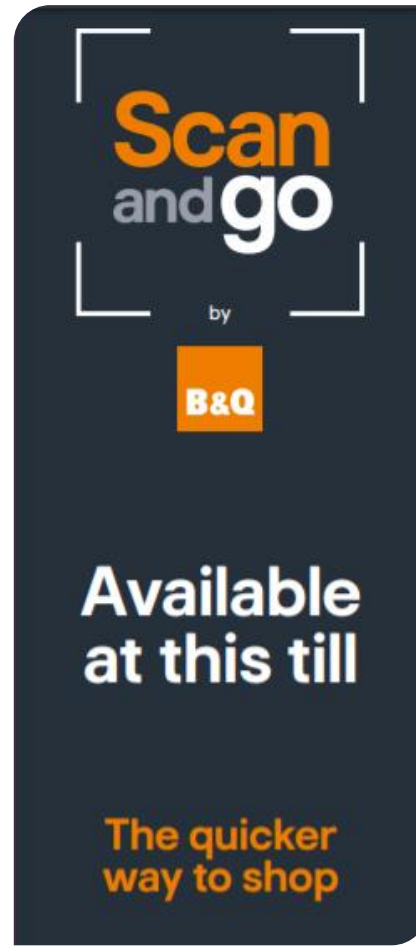 Scan
and go
by
B&Q
Available
at this till
The quicker
way to shop